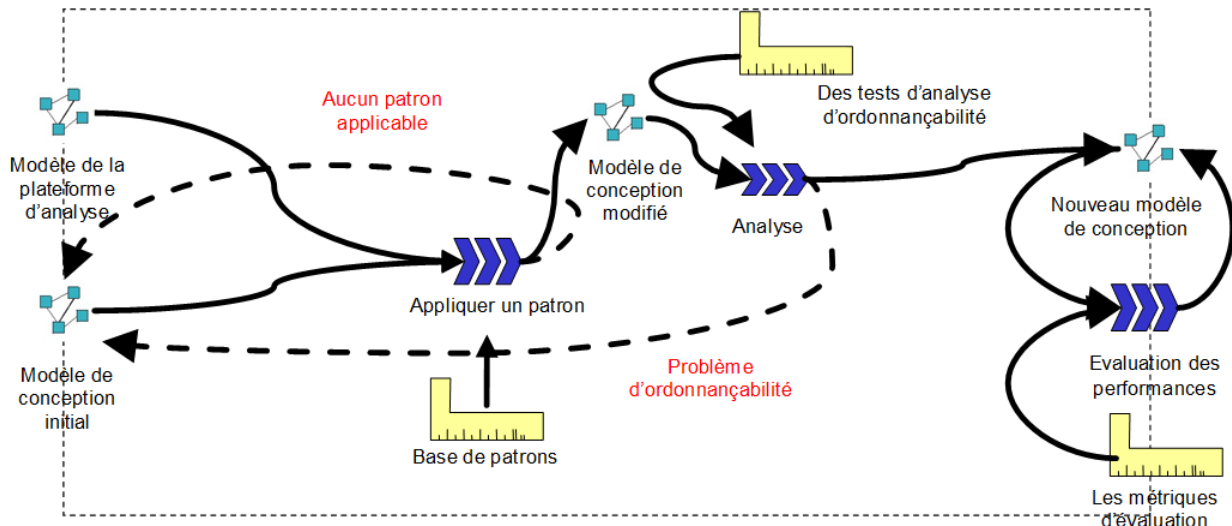 Des tests d'analyse
d'ordonnançabilité
Aucun patron
applicable
Modèle de la
plateforme
d'analyse
Modèle de
conception
modifié
Analyse
Nouveau modèle
de conception
Appliquer un patron
Modèle de
conception
initial
Problème
d'ordonnançabilité
Evaluation des
performances
Base de patrons
Les métriques
d'évaluation